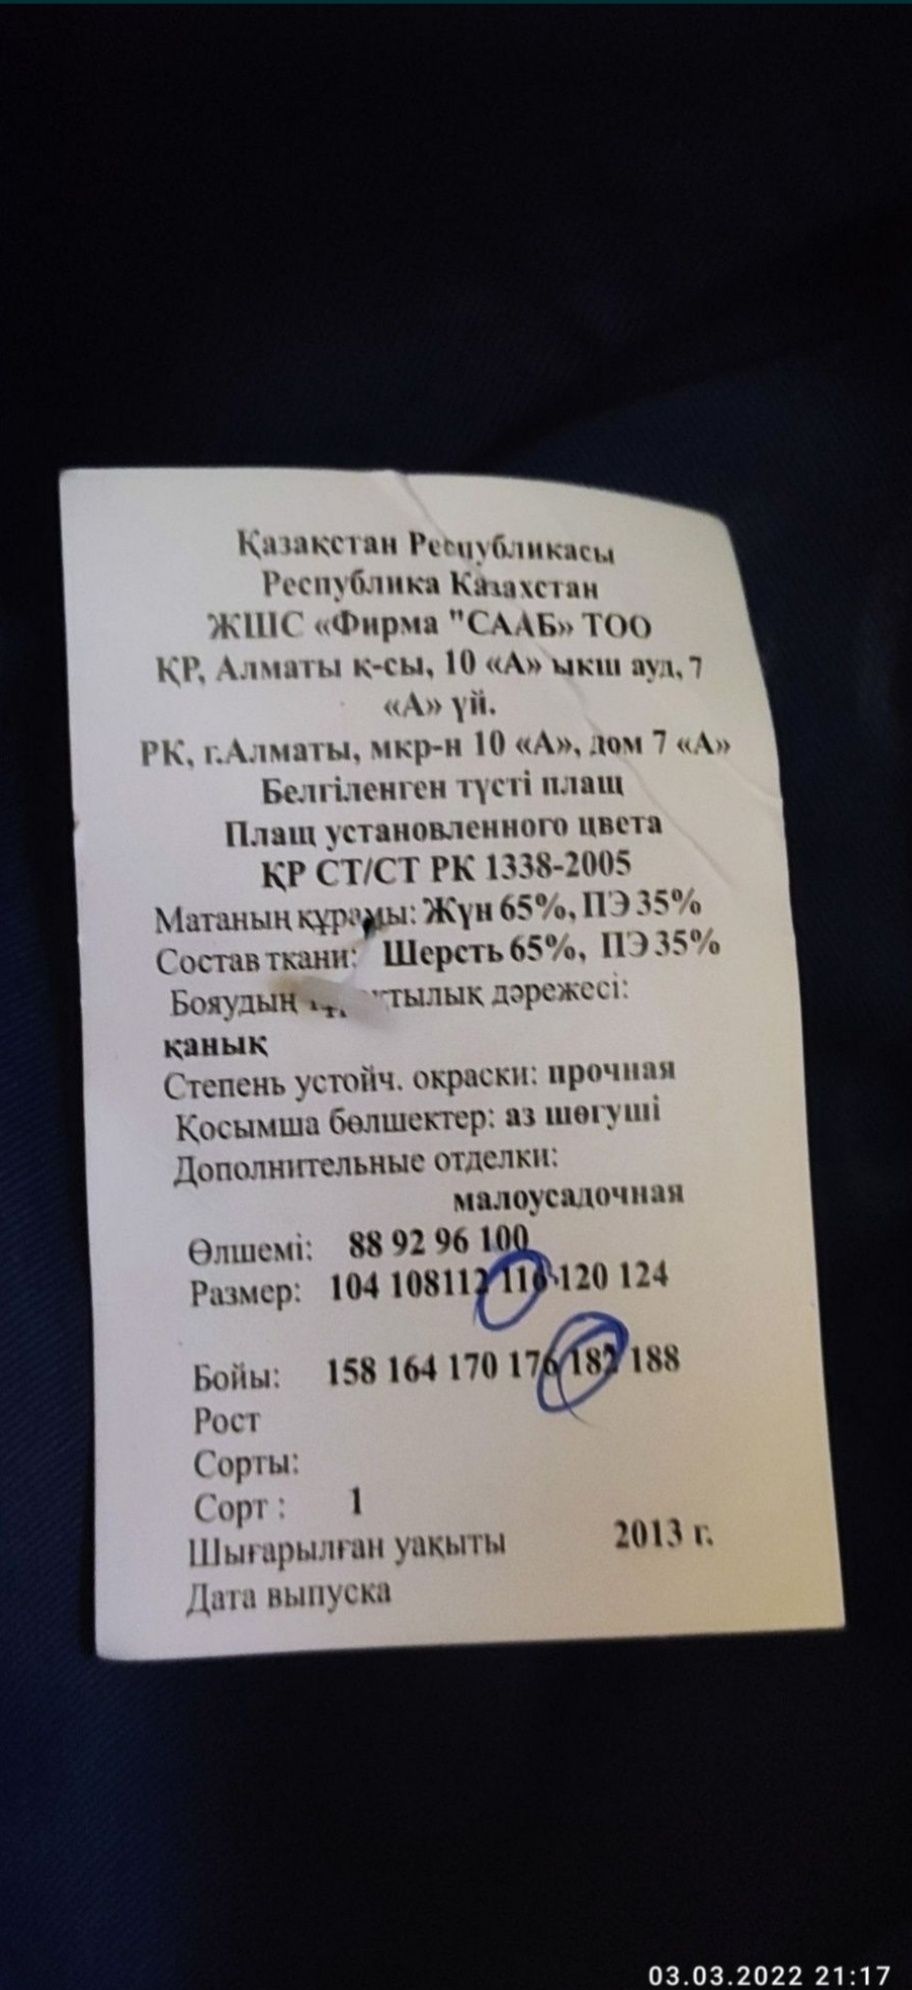 Қазақстан Республикасы
Республика Казахстан
ЖШС «Фирма "СААБ» ТОО
ҚР, Алматы қ-сы, 10 «А» ықш ауд, 7
«А» үй.
РК, г.Алматы, мкр-н 10 «А», дом 7 «А»
Белгіленген түсті плащ
Плащ установленного цвета
ҚР СТ/СТ РК 1338-2005
Матаның құрамы: Жүн 65%, ПЭ 35%
Состав ткани: Шерсть 65%, ПЭ 35%
Бояудың дәрежесі:
қанық
Степень устойч. окраски: прочная
Қосымша бөлшектер: аз шөгуші
Дополнительные отделки:
малоусадочная
Өлшемі: 88 92 96 100
Размер: 104 108112 116 120 124
Бойы: 158 164 170 176 182 188
Рост
Сорты:
Сорт : 1
Шығарылған уақыты 2013 г.
Дата выпуска
03.03.2022 21:17